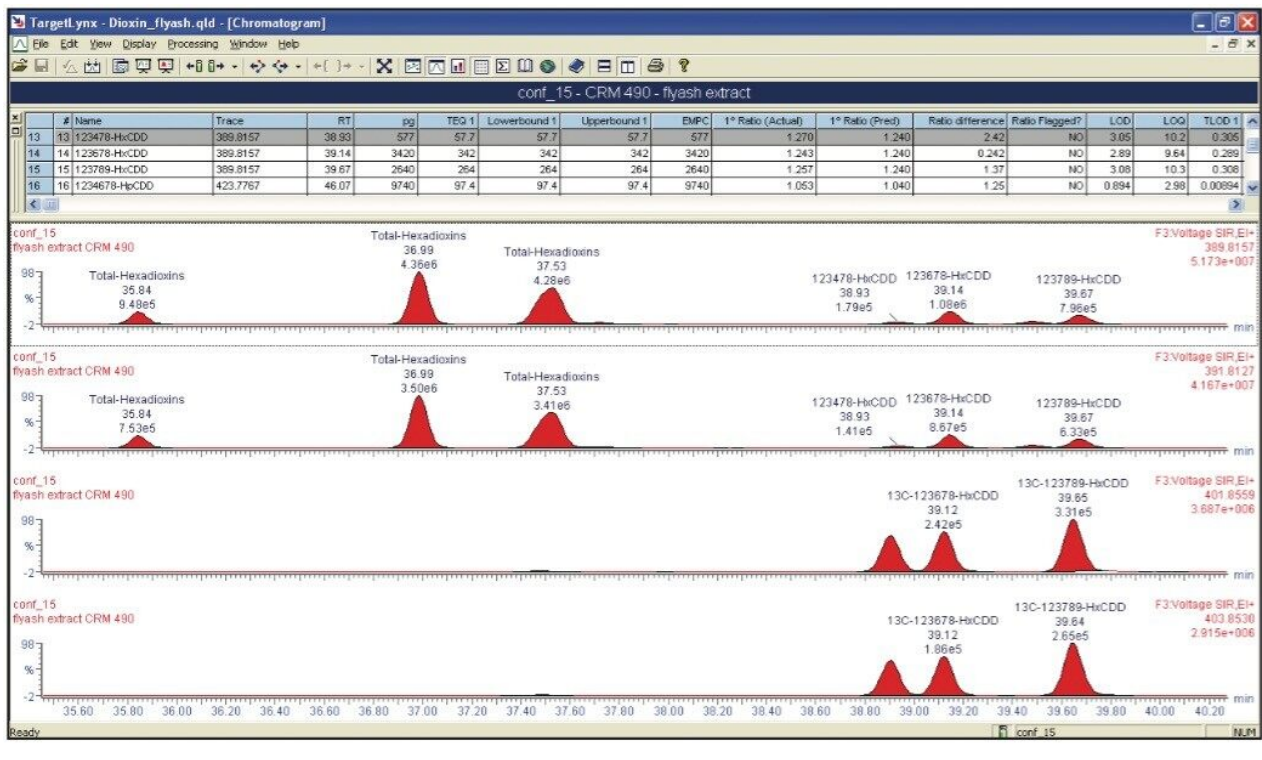 TargetLynx - Dioxin_flyash.qld - [Chromatogram]
File Edit View Display Processing Window Help
conf_15 - CRM 490 - flyash extract
# Name Trace RT pg TEQ 1 Lowerbound 1 Upperbound 1 EMPC 1° Ratio (Actual) 1° Ratio (Pred) Ratio difference Ratio Flagged? LOD LOQ TLOD 1
13 13 123478-HxCDD 389.8157 38.93 577 57.7 57.7 57.7 577 1.270 1.240 2.42 NO 3.05 10.2 0.305
14 14 123678-HxCDD 389.8157 39.14 3420 342 342 342 3420 1.243 1.240 0.242 NO 2.89 9.64 0.289
15 15 123789-HxCDD 389.8157 39.67 2640 264 264 264 2640 1.257 1.240 1.37 NO 3.08 10.3 0.308
16 16 1234678-HpCDD 423.7767 46.07 9740 97.4 97.4 97.4 9740 1.053 1.040 1.25 NO 0.894 2.98 0.00894
conf_15
flyash extract CRM 490
F3:Voltage SIR,EI+
389.8157
5.173e+007
Total-Hexadioxins
35.84
9.48e5
Total-Hexadioxins
36.99
4.36e6
Total-Hexadioxins
37.53
4.28e6
123478-HxCDD
38.93
1.79e5
123678-HxCDD
39.14
1.08e6
123789-HxCDD
39.67
7.96e5
98
%
-2
min
conf_15
flyash extract CRM 490
F3:Voltage SIR,EI+
391.8127
4.167e+007
Total-Hexadioxins
35.84
7.53e5
Total-Hexadioxins
36.99
3.50e6
Total-Hexadioxins
37.53
3.41e6
123478-HxCDD
38.93
1.41e5
123678-HxCDD
39.14
8.67e5
123789-HxCDD
39.67
6.33e5
98
%
-2
min
conf_15
flyash extract CRM 490
F3:Voltage SIR,EI+
401.8559
3.687e+006
13C-123678-HxCDD
39.12
2.42e5
13C-123789-HxCDD
39.65
3.31e5
98
%
-2
min
conf_15
flyash extract CRM 490
F3:Voltage SIR,EI+
403.8530
2.915e+006
13C-123678-HxCDD
39.12
1.86e5
13C-123789-HxCDD
39.64
2.65e5
98
%
-2
min
35.60 35.80 36.00 36.20 36.40 36.60 36.80 37.00 37.20 37.40 37.60 37.80 38.00 38.20 38.40 38.60 38.80 39.00 39.20 39.40 39.60 39.80 40.00 40.20
Ready conf_15 NUM